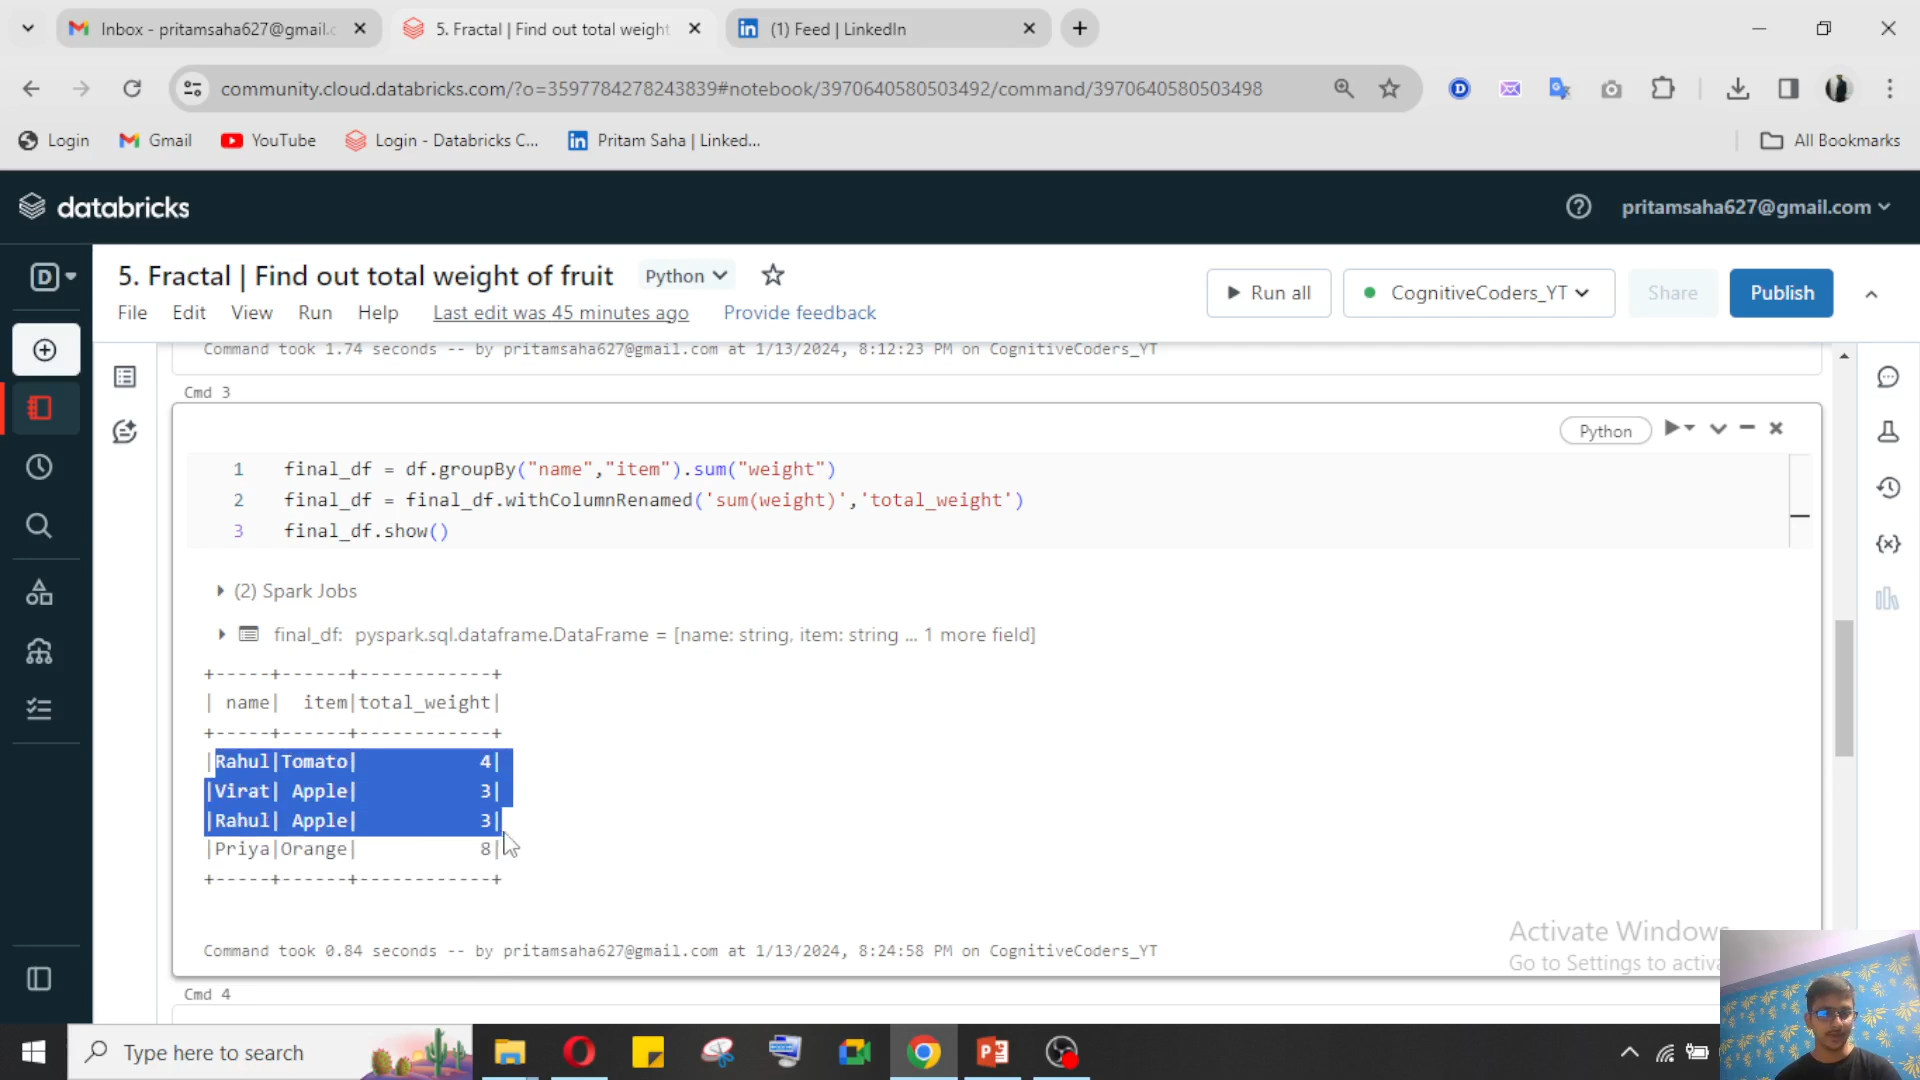 Inbox - pritamsaha627@gmail.c
5. Fractal | Find out total weight
(1) Feed | LinkedIn
community.cloud.databricks.com/?o=3597784278243839#notebook/3970640580503492/command/3970640580503498
Login
Gmail
YouTube
Login - Databricks C...
Pritam Saha | Linked...
All Bookmarks
databricks
pritamsaha627@gmail.com
5. Fractal | Find out total weight of fruit
Python
Run all
CognitiveCoders_YT
Share
Publish
File Edit View Run Help Last edit was 45 minutes ago Provide feedback
Command took 1.74 seconds -- by pritamsaha627@gmail.com at 1/13/2024, 8:12:23 PM on CognitiveCoders_YT
Cmd 3
Python
1 final_df = df.groupBy("name","item").sum("weight")
2 final_df = final_df.withColumnRenamed('sum(weight)','total_weight')
3 final_df.show()
(2) Spark Jobs
final_df: pyspark.sql.dataframe.DataFrame = [name: string, item: string ... 1 more field]
+-----+------+------------+
| name|  item|total_weight|
+-----+------+------------+
|Rahul|Tomato|           4|
|Virat| Apple|           3|
|Rahul| Apple|           3|
|Priya|Orange|           8|
+-----+------+------------+
Command took 0.84 seconds -- by pritamsaha627@gmail.com at 1/13/2024, 8:24:58 PM on CognitiveCoders_YT
Cmd 4
Activate Windows
Go to Settings to activa
Type here to search